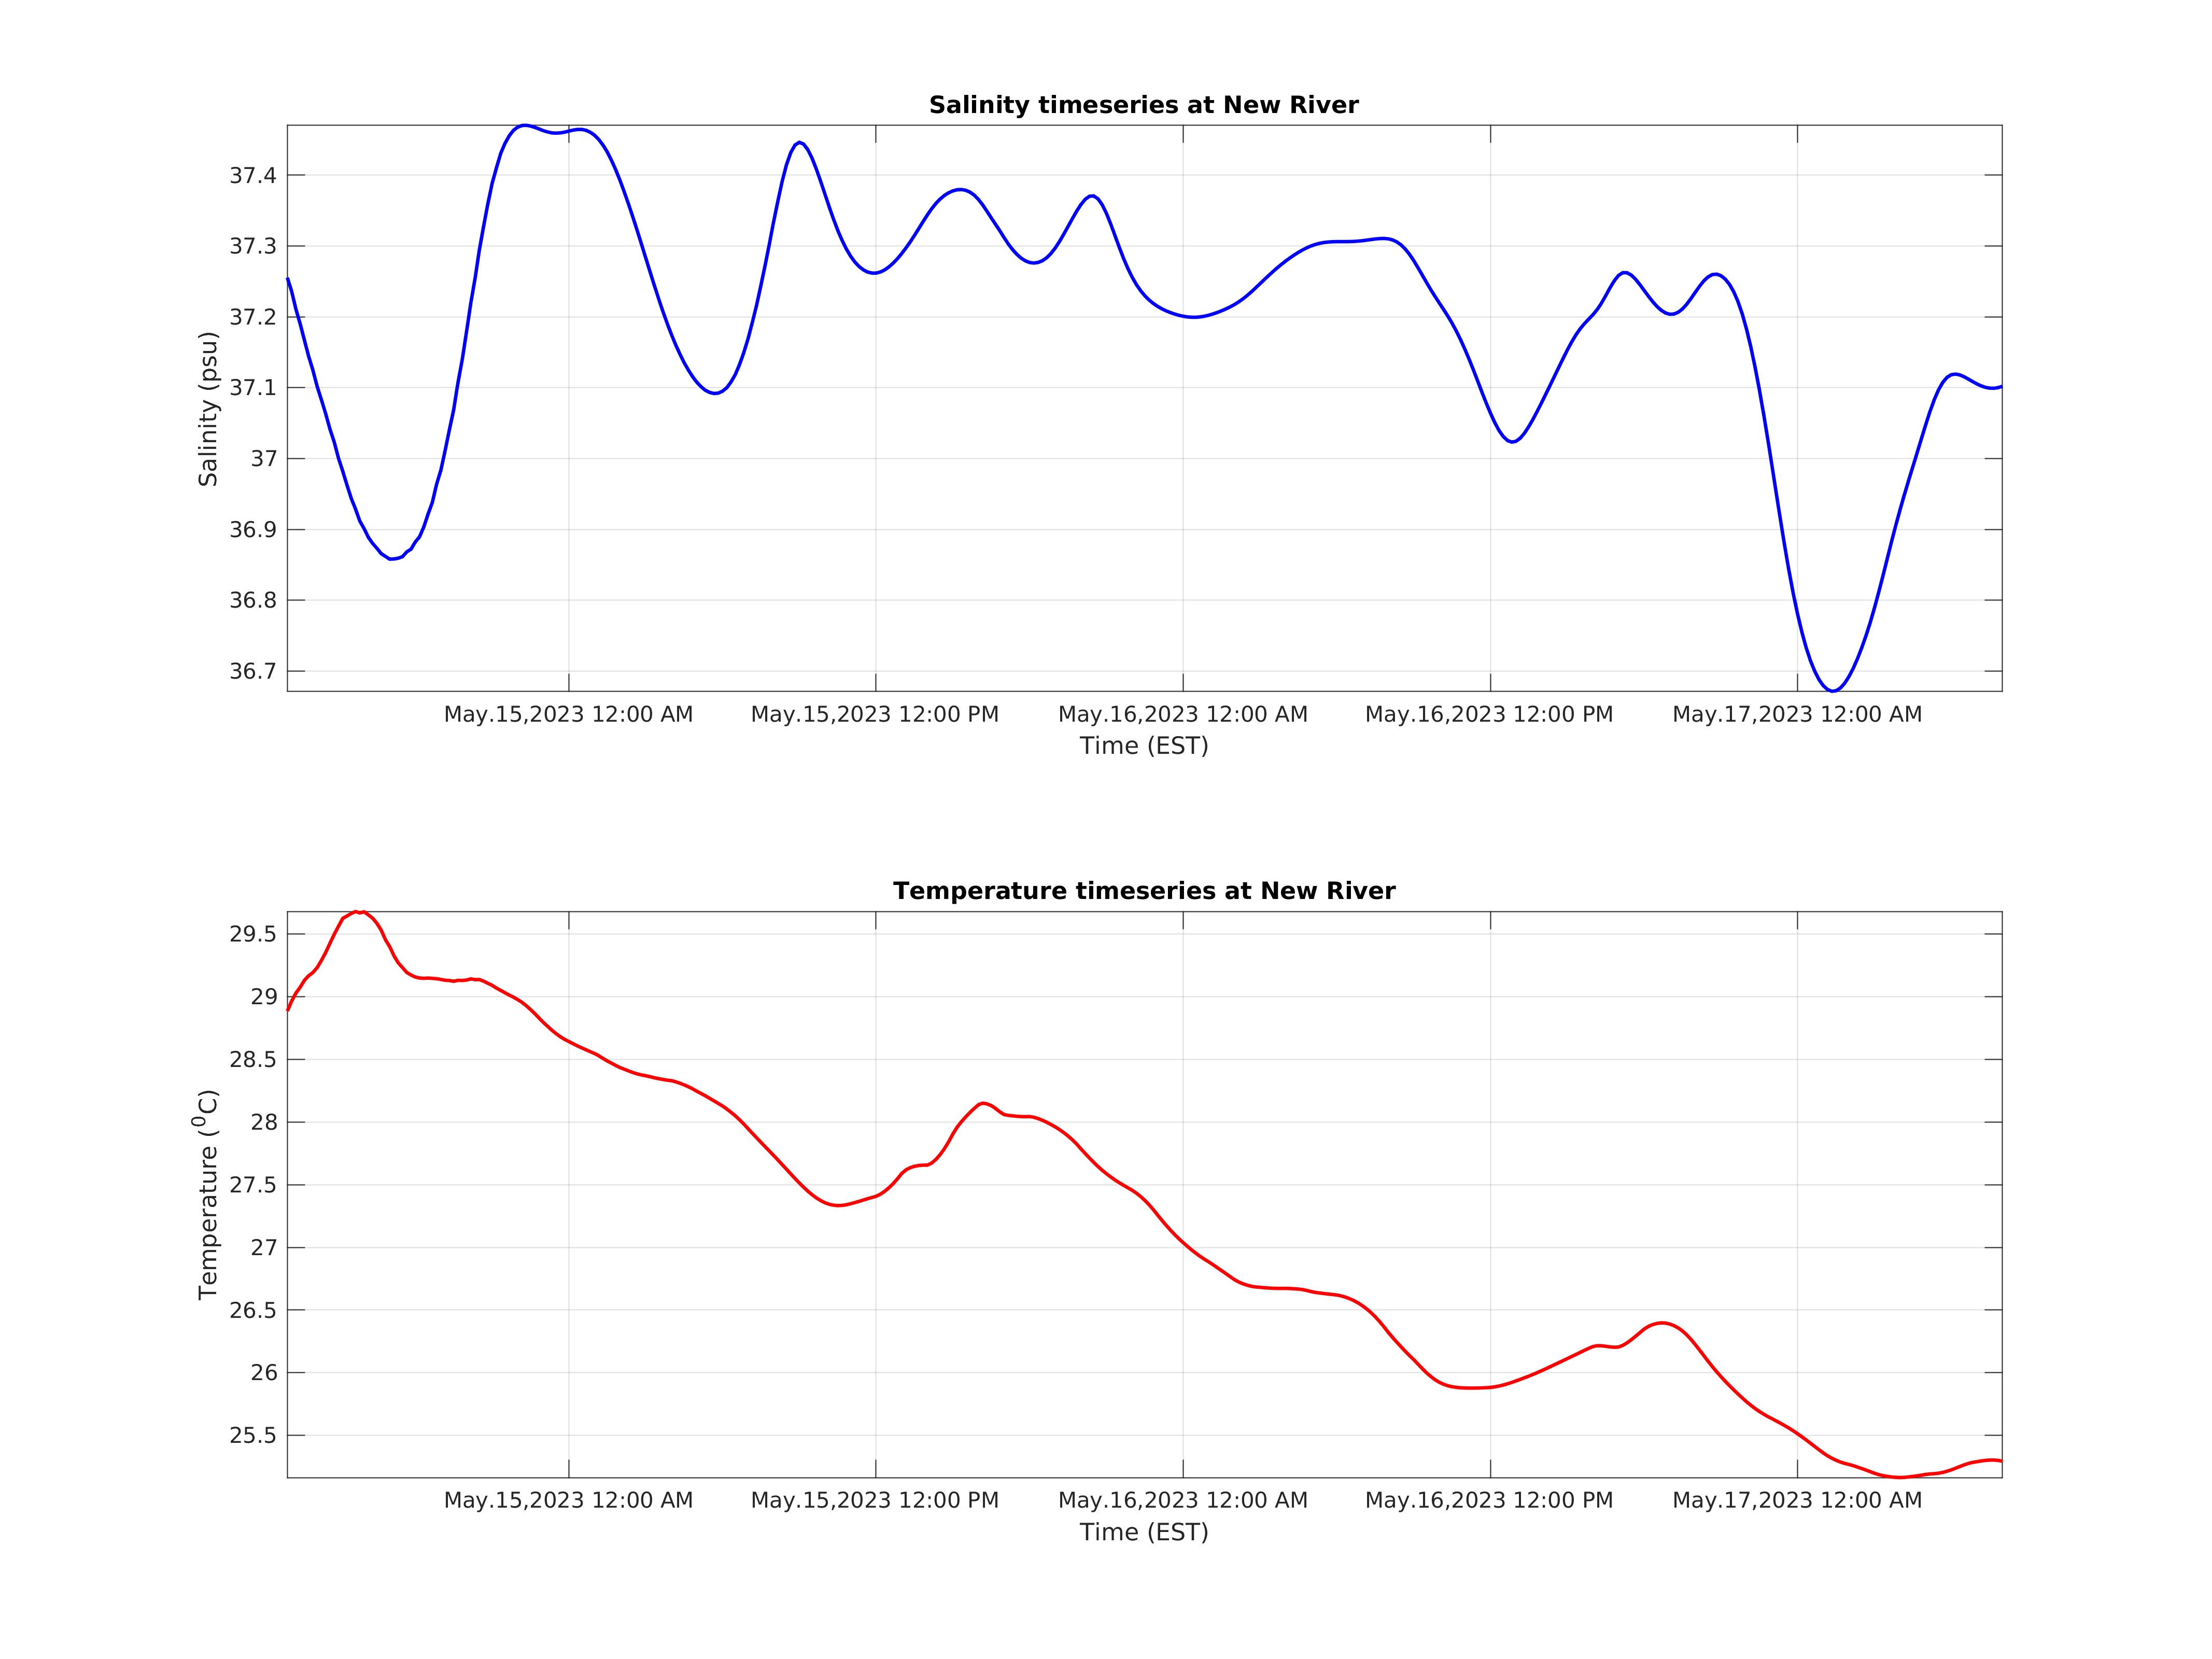 Salinity timeseries at New River
Salinity (psu)
37.4
37.3
37.2
37.1
37
36.9
36.8
36.7
May.15,2023 12:00 AM May.15,2023 12:00 PM May.16,2023 12:00 AM May.16,2023 12:00 PM May.17,2023 12:00 AM
Time (EST)
Temperature timeseries at New River
Temperature (⁰C)
29.5
29
28.5
28
27.5
27
26.5
26
25.5
May.15,2023 12:00 AM May.15,2023 12:00 PM May.16,2023 12:00 AM May.16,2023 12:00 PM May.17,2023 12:00 AM
Time (EST)